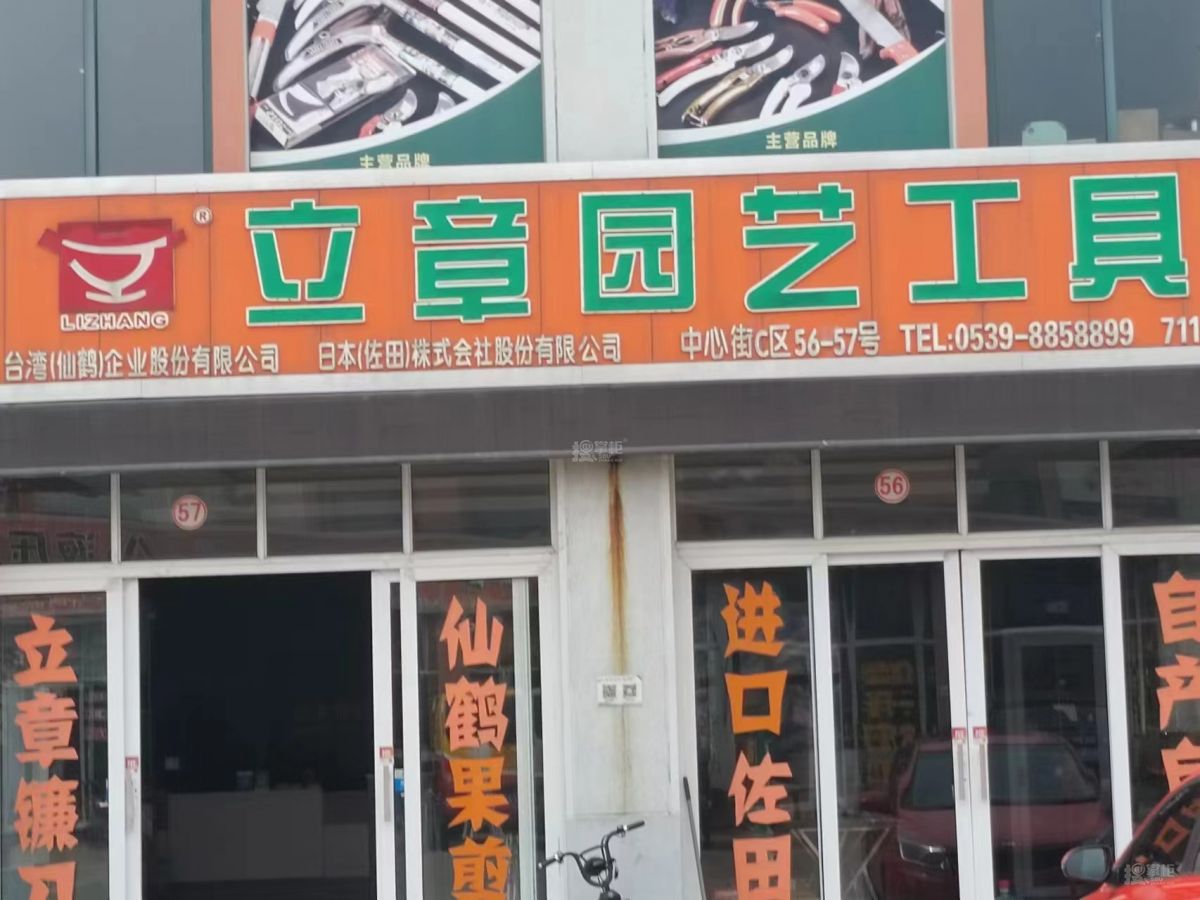 主营品牌
主营品牌
立章园艺工具
®
LIZHANG
台湾(仙鹤)企业股份有限公司
日本(佐田)株式会社股份有限公司
中心街C区56-57号
TEL:0539-8858899
711
57
56
立章镰刀
仙鹤果剪
进口佐田
自产